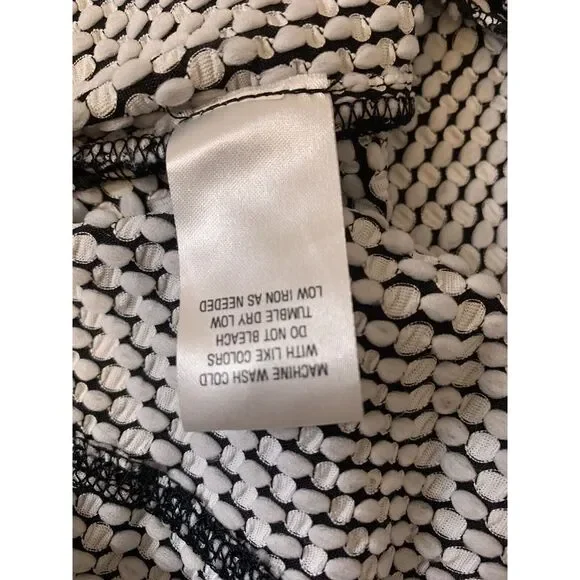 MACHINE WASH COLD
WITH LIKE COLORS
DO NOT BLEACH
TUMBLE DRY LOW
LOW IRON AS NEEDED